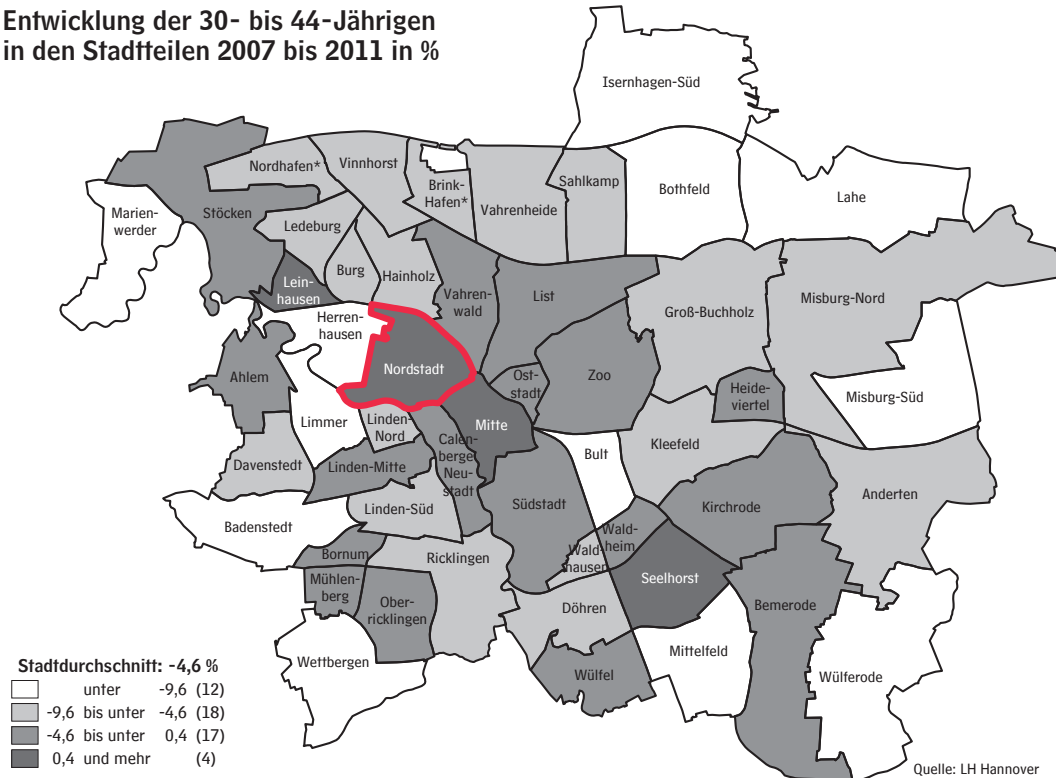 Entwicklung der 30- bis 44-Jährigen
in den Stadtteilen 2007 bis 2011 in %
Isernhagen-Süd
Nordhafen*
Vinnhorst
Brink-
Hafen*
Vahrenheide
Sahlkamp
Bothfeld
Lahe
Marien-
werder
Stöcken
Ledeburg
Burg
Hainholz
Lein-
hausen
Vahren-
wald
List
Groß-Buchholz
Misburg-Nord
Herren-
hausen
Nordstadt
Ost-
stadt
Zoo
Heide-
viertel
Misburg-Süd
Ahlem
Limmer
Linden-
Nord
Mitte
Calen-
berger
Neu-
stadt
Bult
Kleefeld
Davenstedt
Linden-Mitte
Anderten
Badenstedt
Linden-Süd
Südstadt
Kirchrode
Bornum
Ricklingen
Wald-
hausen
Wald-
heim
Seelhorst
Mühlen-
berg
Ober-
ricklingen
Döhren
Bemerode
Wettbergen
Wülfel
Mittelfeld
Wülferode
Stadtdurchschnitt: -4,6 %
unter -9,6 (12)
-9,6 bis unter -4,6 (18)
-4,6 bis unter 0,4 (17)
0,4 und mehr (4)
Quelle: LH Hannover